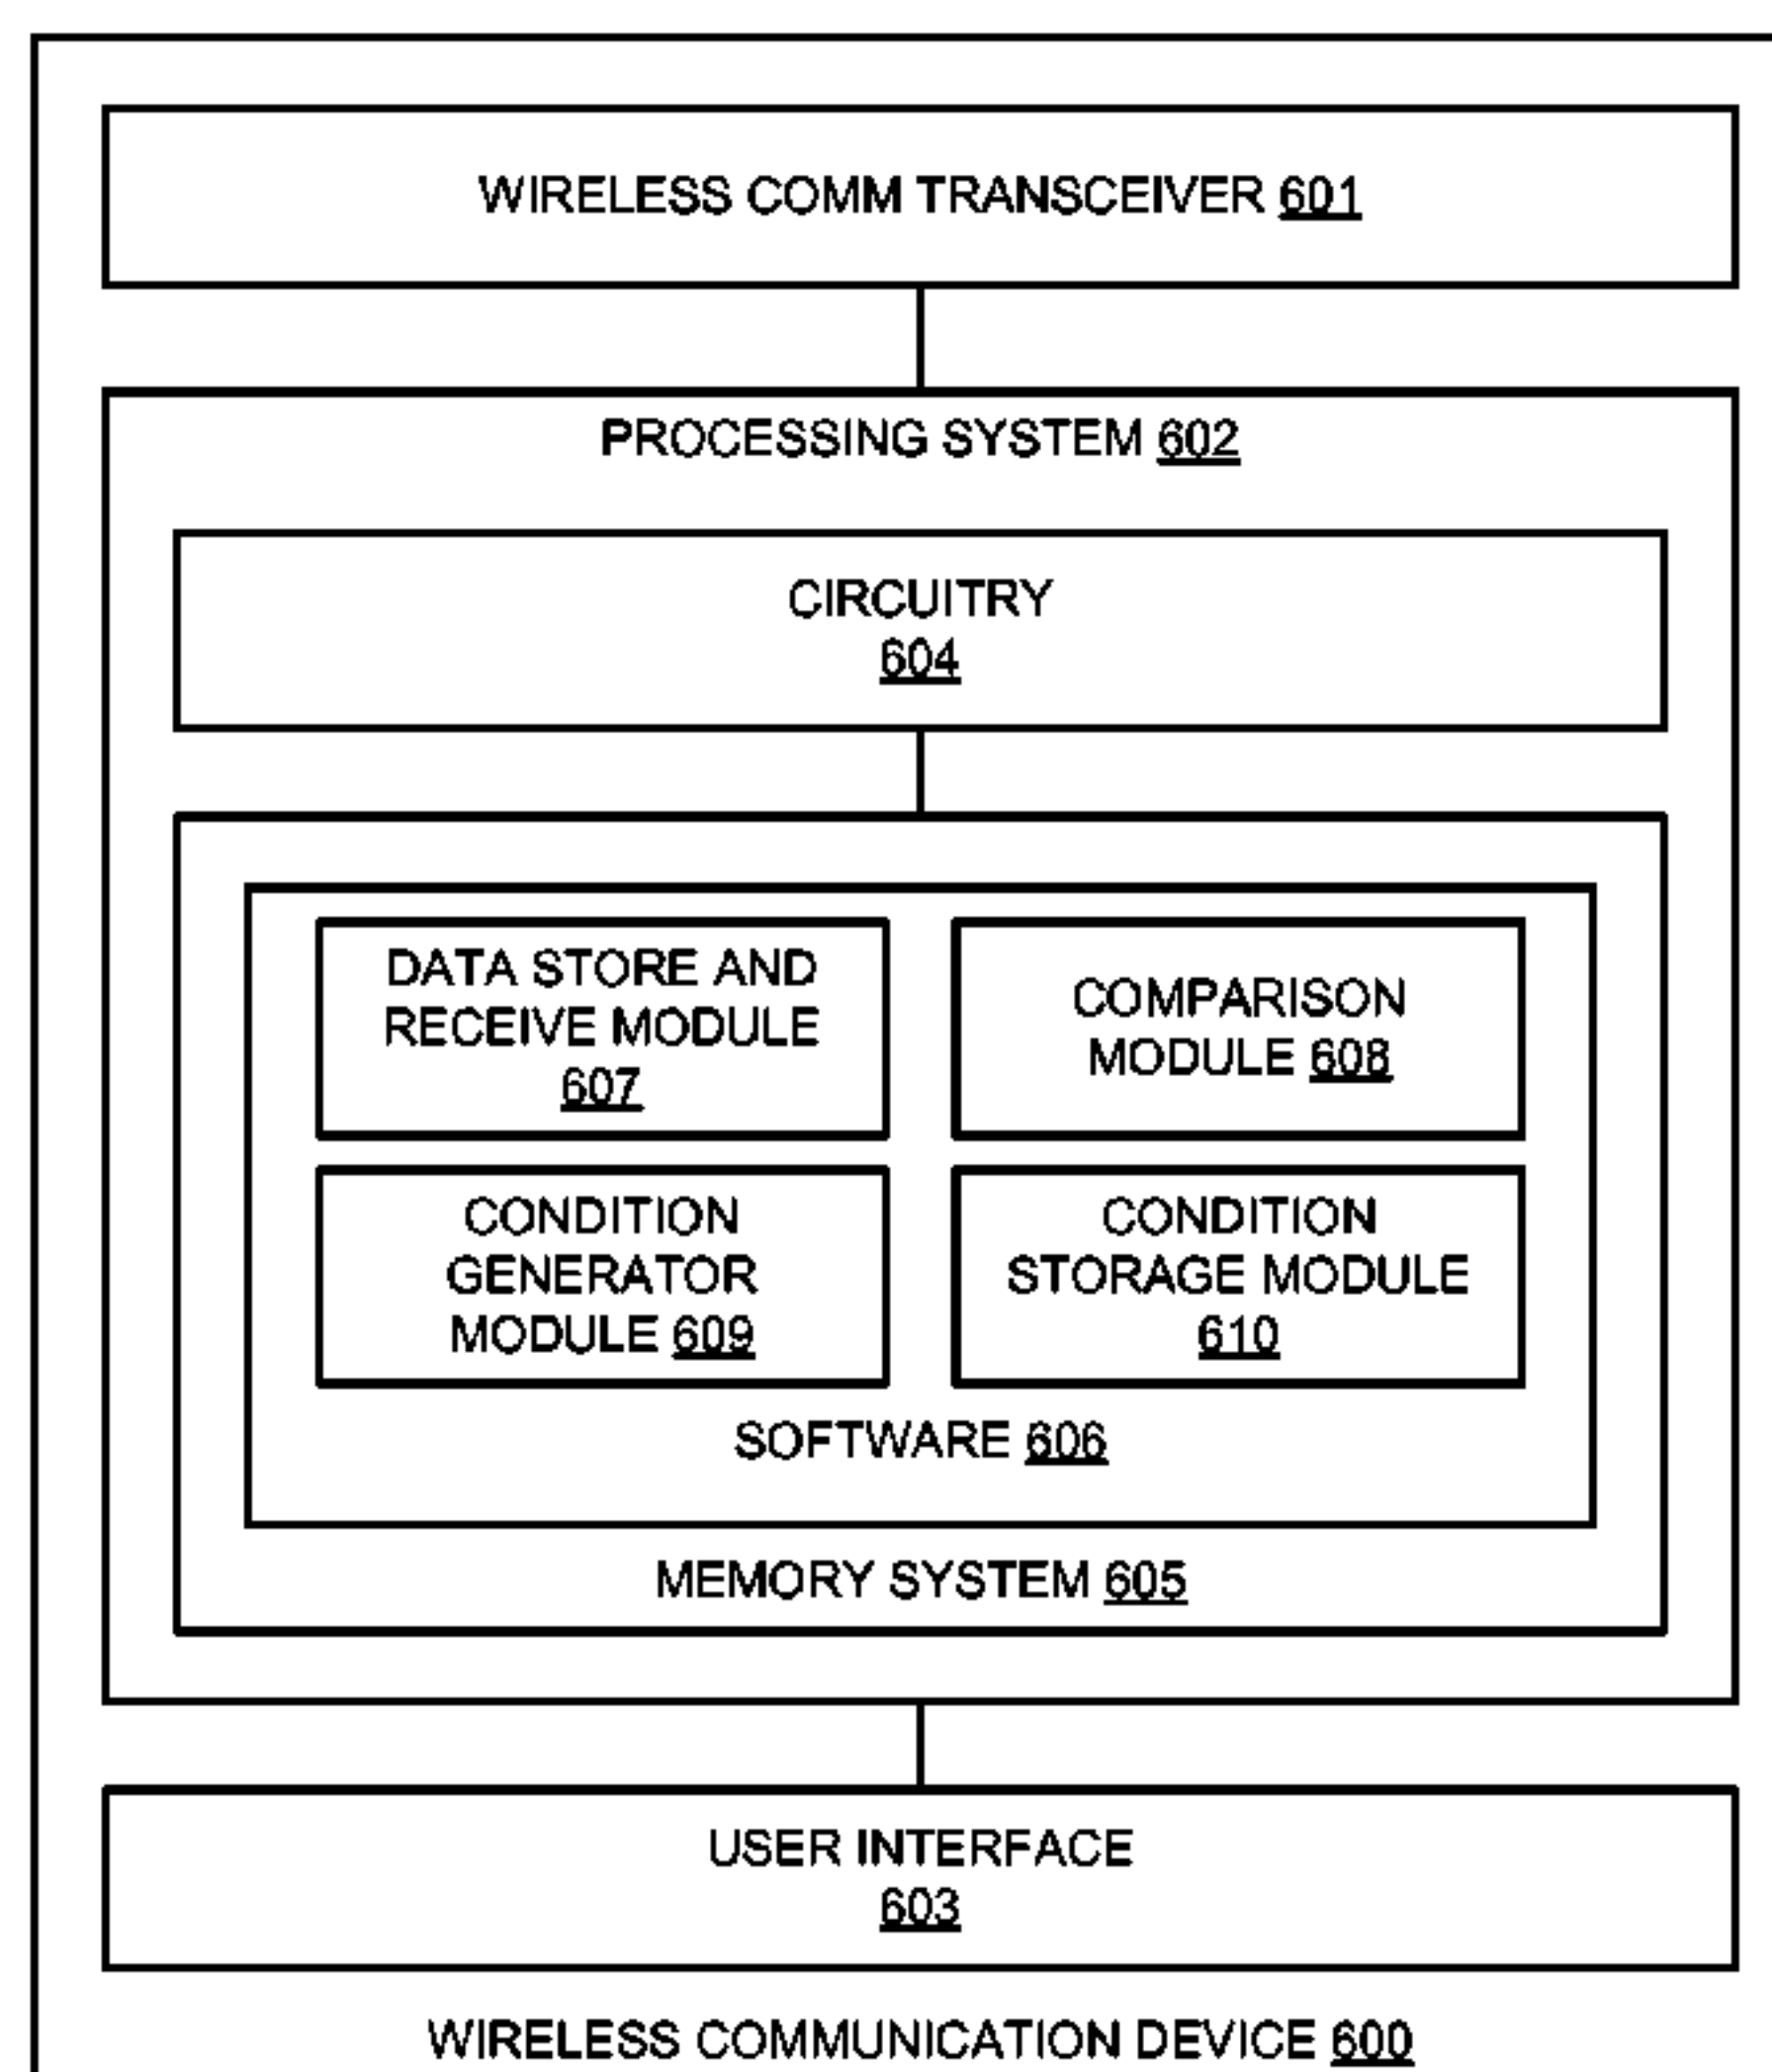 WIRELESS COMM TRANSCEIVER 601
PROCESSING SYSTEM 602
CIRCUITRY
604
DATA STORE AND
RECEIVE MODULE
607
COMPARISON
MODULE 608
CONDITION
GENERATOR
MODULE 609
CONDITION
STORAGE MODULE
610
SOFTWARE 606
MEMORY SYSTEM 605
USER INTERFACE
603
WIRELESS COMMUNICATION DEVICE 600